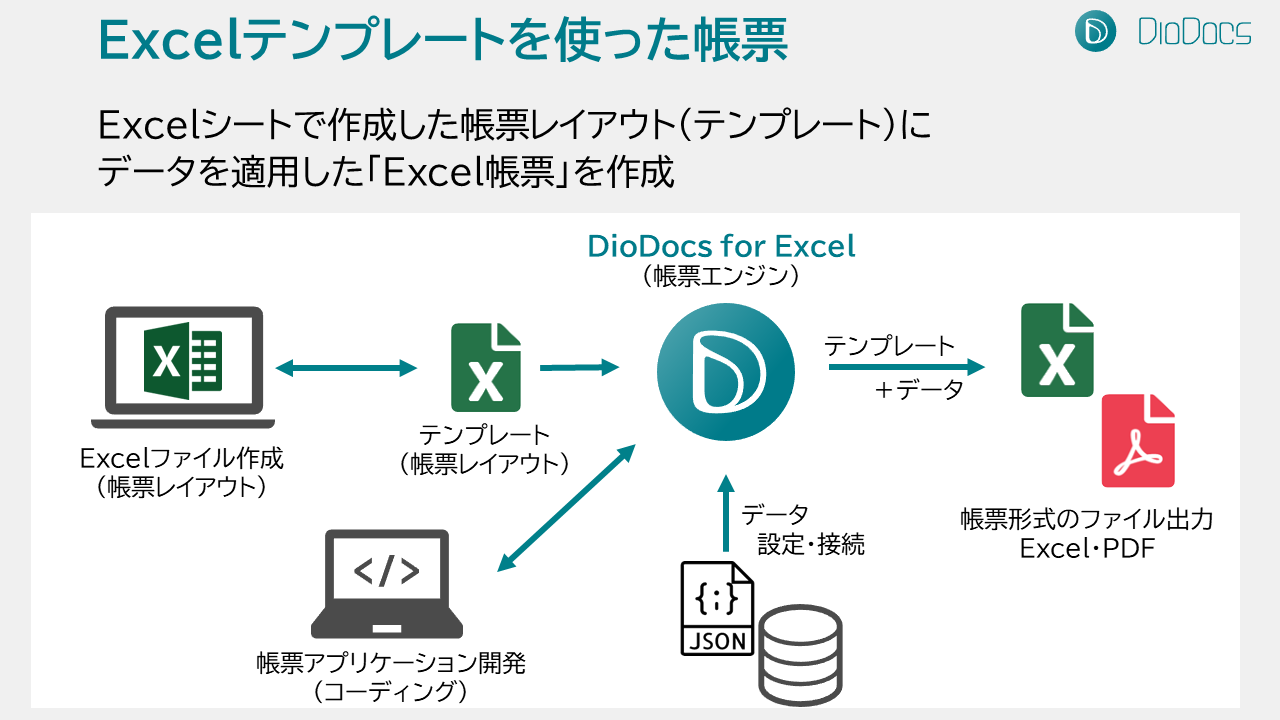 Excelテンプレートを使った帳票
DioDocs
Excelシートで作成した帳票レイアウト（テンプレート）に
データを適用した「Excel帳票」を作成
DioDocs for Excel
（帳票エンジン）
X
Excelファイル作成
（帳票レイアウト）
X
テンプレート
（帳票レイアウト）
テンプレート
＋データ
X
帳票形式のファイル出力
Excel・PDF
データ
設定・接続
{;}
JSON
</>
帳票アプリケーション開発
（コーディング）